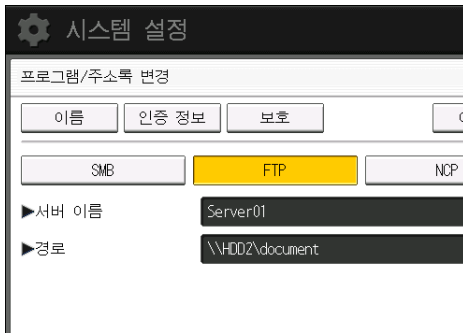 시스템 설정
프로그램/주소록 변경
이름 인증 정보 보호
SMB FTP NCP
▶서버 이름 Server01
▶경로 \\HDD2\document